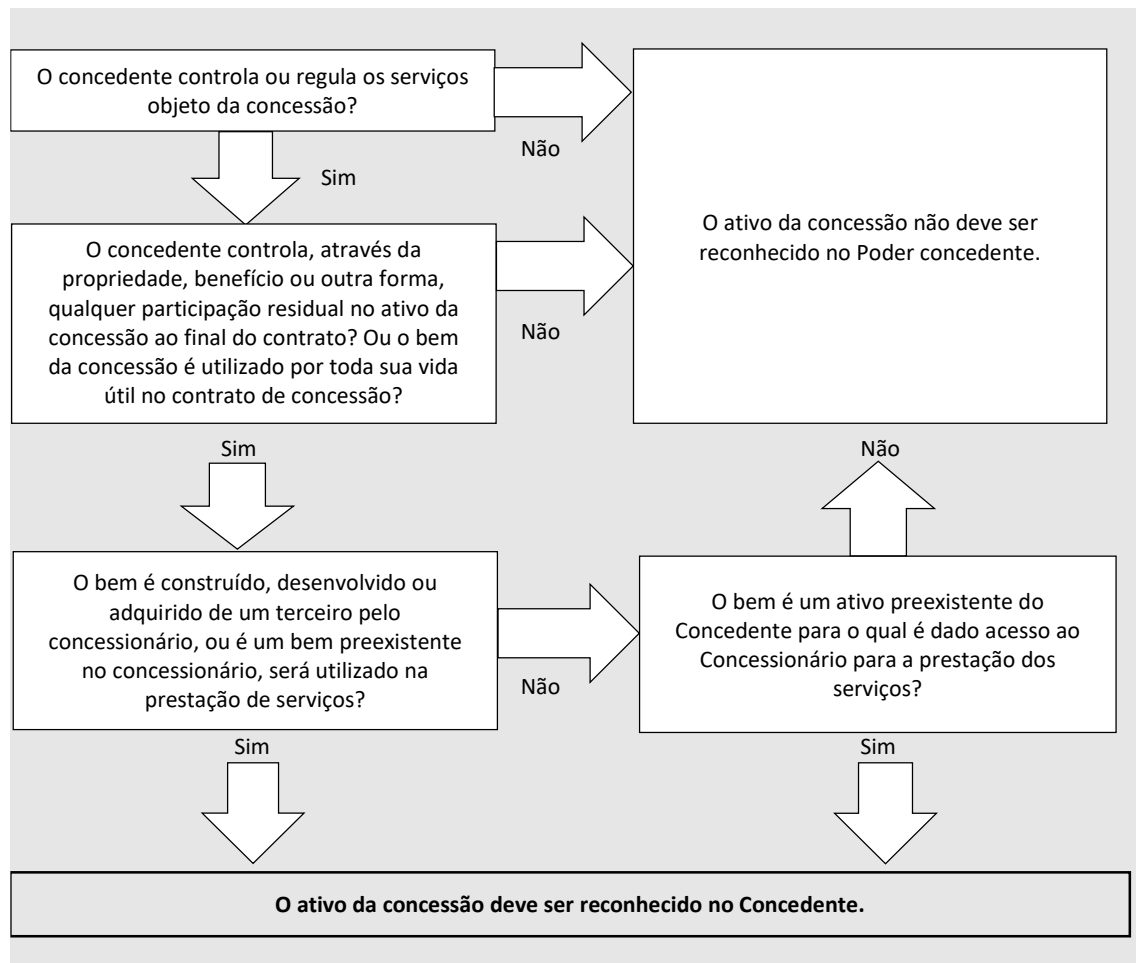 O concedente controla ou regula os serviços
objeto da concessão?
Não
Sim
O ativo da concessão não deve ser
reconhecido no Poder concedente.
O concedente controla, através da
propriedade, benefício ou outra forma,
qualquer participação residual no ativo da
concessão ao final do contrato? Ou o bem
da concessão é utilizado por toda sua vida
útil no contrato de concessão?
Não
Sim
Não
O bem é construído, desenvolvido ou
adquirido de um terceiro pelo
concessionário, ou é um bem preexistente
no concessionário, será utilizado na
prestação de serviços?
Não
O bem é um ativo preexistente do
Concedente para o qual é dado acesso ao
Concessionário para a prestação dos
serviços?
Sim
Sim
O ativo da concessão deve ser reconhecido no Concedente.